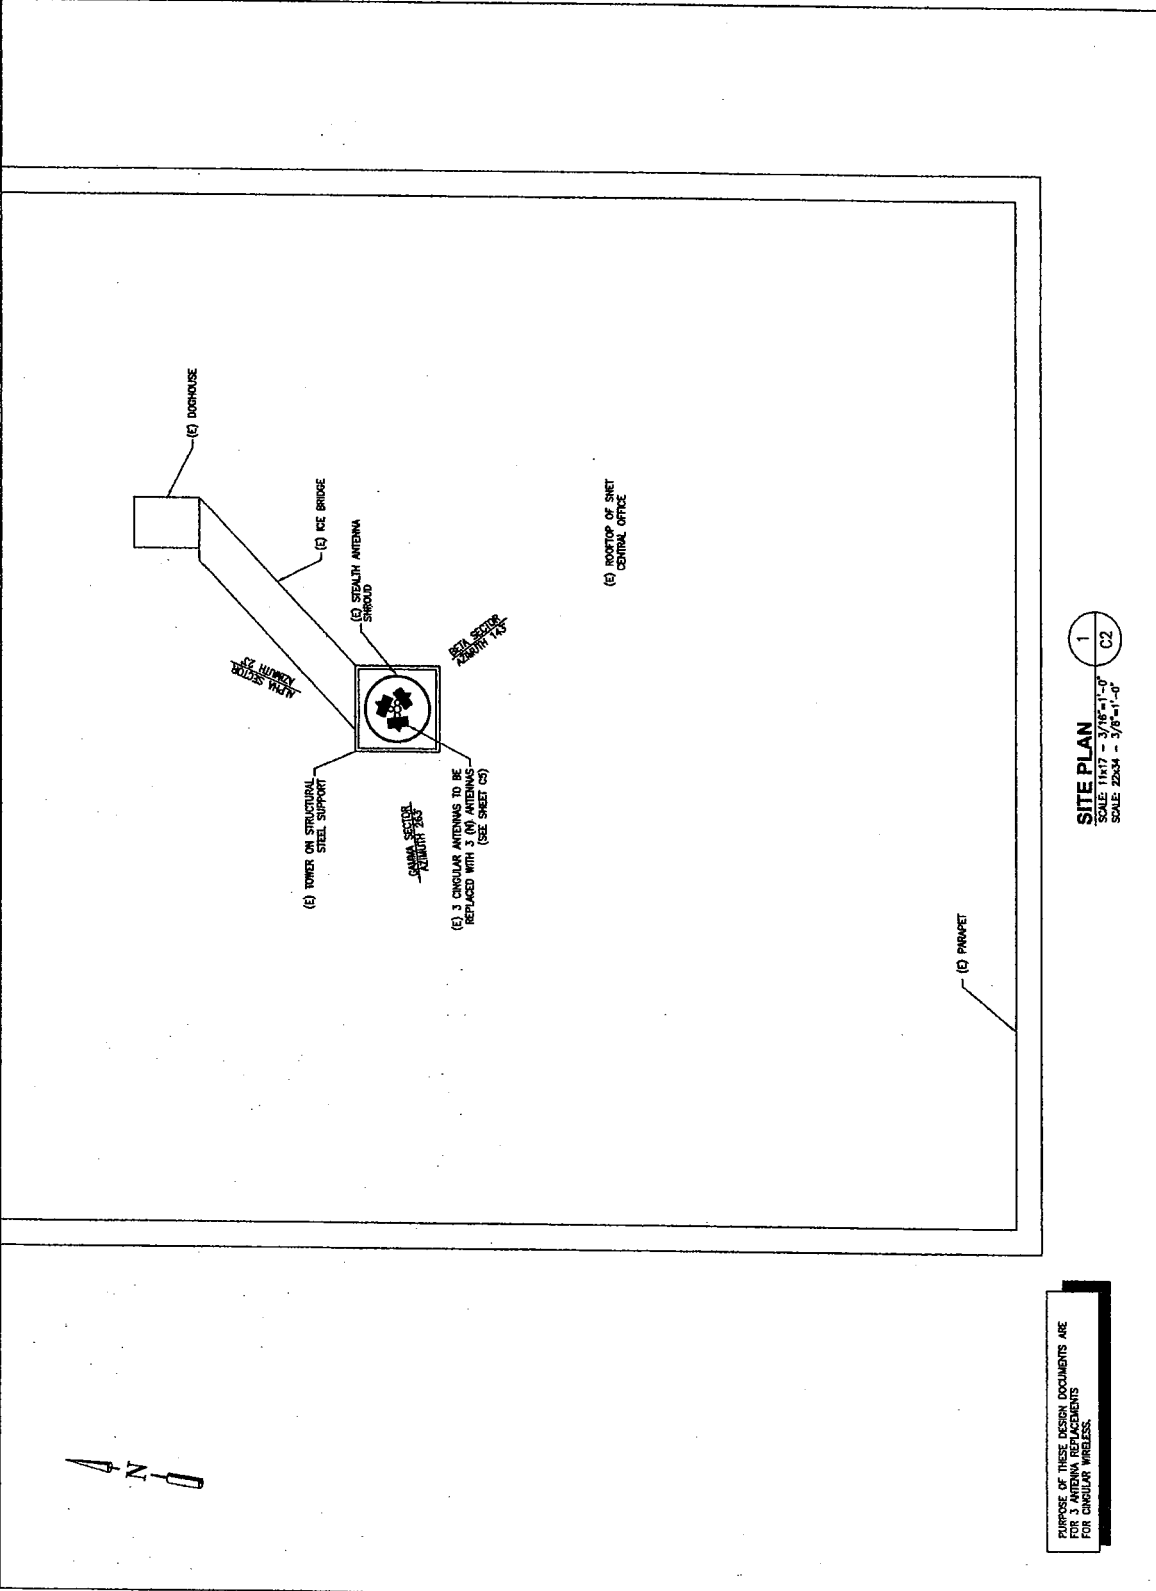 (E) DOGHOUSE
(E) ICE BRIDGE
(E) STEALTH ANTENNA
SHROUD
ALPHA SECTOR
AZIMUTH 23°
BETA SECTOR
AZIMUTH 143°
GAMMA SECTOR
AZIMUTH 263°
(E) TOWER ON STRUCTURAL
STEEL SUPPORT
(E) 3 CINGULAR ANTENNAS TO BE
REPLACED WITH 3 (N) ANTENNAS
(SEE SHEET C5)
(E) ROOFTOP OF SNET
CENTRAL OFFICE
(E) PARAPET
N
PURPOSE OF THESE DESIGN DOCUMENTS ARE
FOR 3 ANTENNA REPLACEMENTS
FOR CINGULAR WIRELESS.
SITE PLAN
SCALE: 11x17 - 3/16"=1'-0"
SCALE: 22x34 - 3/8"=1'-0"
1
C2